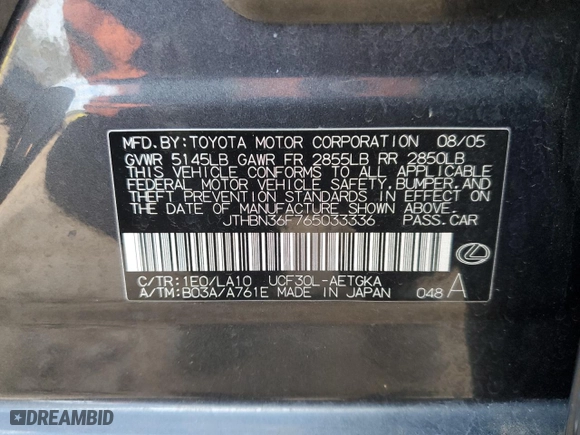 MFD.BY:TOYOTA MOTOR CORPORATION 08/05
GVWR 5145LB GAWR FR 2855LB RR 2850LB
THIS VEHICLE CONFORMS TO ALL APPLICABLE
FEDERAL MOTOR VEHICLE SAFETY,BUMPER,AND
THEFT PREVENTION STANDARDS IN EFFECT ON
THE DATE OF MANUFACTURE SHOWN ABOVE.
JTHBN36F765033336 PASS.CAR
C/TR:1E0/LA10 UCF30L-AETGKA
A/TM:B03A/A761E MADE IN JAPAN 048 A
DREAMBID